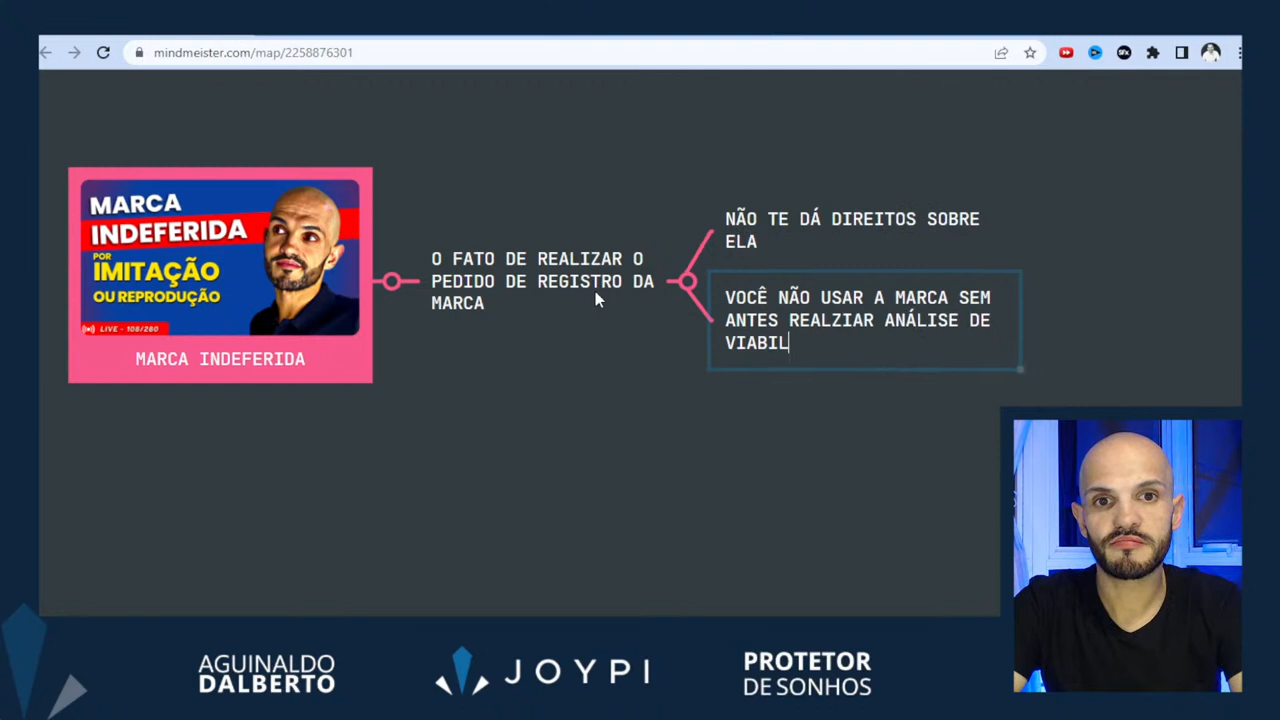 mindmeister.com/map/2258876301
MARCA
INDEFERIDA
POR
IMITAÇÃO
OU REPRODUÇÃO
LIVE - 108/280
MARCA INDEFERIDA
O FATO DE REALIZAR O
PEDIDO DE REGISTRO DA
MARCA
NÃO TE DÁ DIREITOS SOBRE
ELA
VOCÊ NÃO USAR A MARCA SEM
ANTES REALZIAR ANÁLISE DE
VIABIL
AGUINALDO
DALBERTO
JOYPI
PROTETOR
DE SONHOS